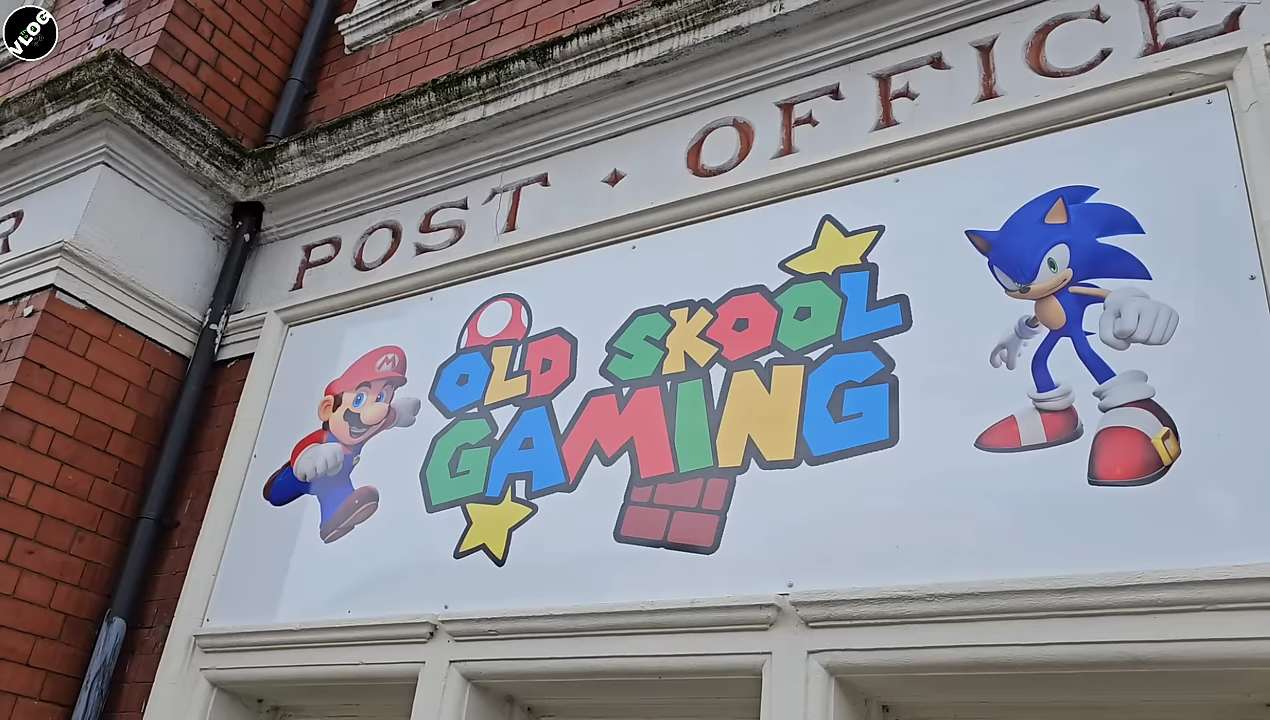 VLOG
R
POST · OFFICE
M
OLD SKOOL
GAMING